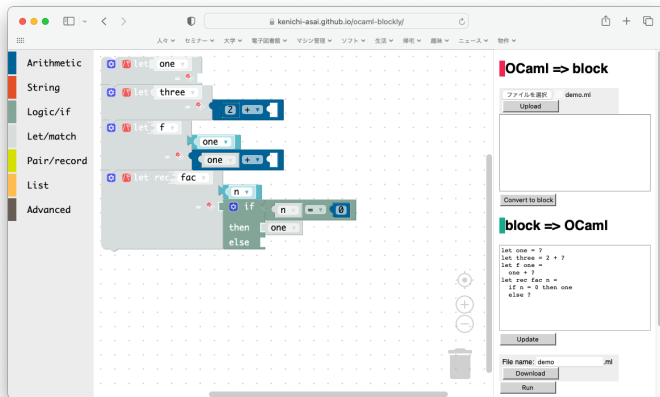 kenichi-asai.github.io/ocaml-blockly/
人々 セミナー 大学 電子図書館 マシン管理 ソフト 生活 帰宅 趣味 ニュース 物件
Arithmetic
String
Logic/if
Let/match
Pair/record
List
Advanced
let one
=
let three
= 2 +
let f
one
= one +
let rec fac
n
= if n = 0
then one
else
OCaml => block
ファイルを選択 demo.ml
Upload
Convert to block
block => OCaml
let one = ?
let three = 2 + ?
let f one =
one + ?
let rec fac n =
if n = 0 then one
else ?
Update
File name: demo .ml
Download
Run